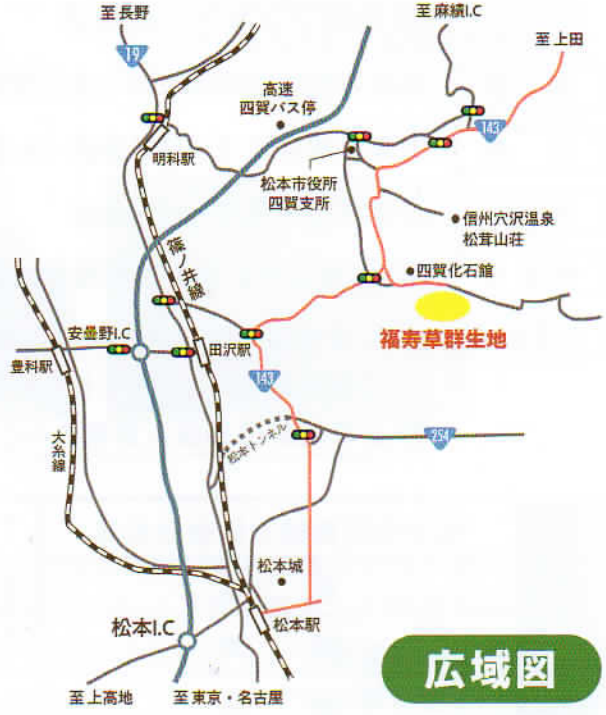 至 長野
至 麻績I.C
至 上田
19
高速
四賀バス停
143
明科駅
松本市役所
四賀支所
信州穴沢温泉
松茸山荘
篠ノ井線
四賀化石館
福寿草群生地
安曇野I.C
豊科駅
田沢駅
143
大糸線
松本トンネル
254
松本城
松本I.C
松本駅
広域図
至 上高地
至 東京・名古屋